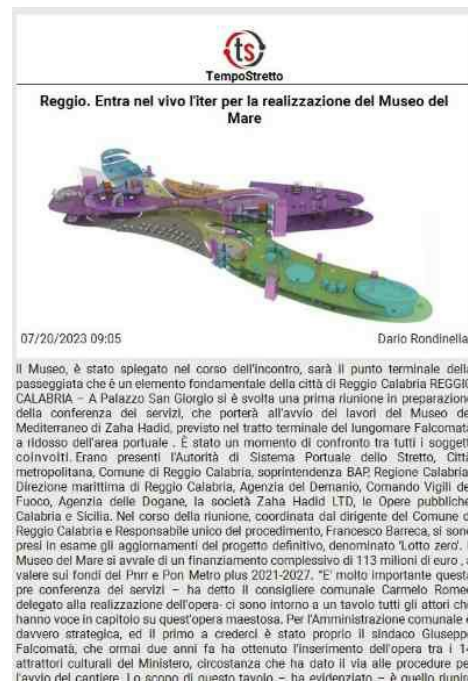 ts
TempoStretto
Reggio. Entra nel vivo l'iter per la realizzazione del Museo del
Mare
07/20/2023 09:05
Dario Rondinella
Il Museo, è stato spiegato nel corso dell'incontro, sarà il punto terminale della
passeggiata che è un elemento fondamentale della città di Reggio Calabria REGGIO
CALABRIA – A Palazzo San Giorgio si è svolta una prima riunione in preparazione
della conferenza dei servizi, che porterà all'avvio dei lavori del Museo del
Mediterraneo di Zaha Hadid, previsto nel tratto terminale del lungomare Falcomatà
a ridosso dell'area portuale . È stato un momento di confronto tra tutti i soggetti
coinvolti. Erano presenti l'Autorità di Sistema Portuale dello Stretto, Città
metropolitana, Comune di Reggio Calabria, soprintendenza BAP, Regione Calabria,
Direzione marittima di Reggio Calabria, Agenzia del Demanio, Comando Vigili del
Fuoco, Agenzia delle Dogane, la società Zaha Hadid LTD, le Opere pubbliche
Calabria e Sicilia. Nel corso della riunione, coordinata dal dirigente del Comune di
Reggio Calabria e Responsabile unico del procedimento, Francesco Barreca, si sono
presi in esame gli aggiornamenti del progetto definitivo, denominato 'Lotto zero'.
Museo del Mare si avvale di un finanziamento complessivo di 113 milioni di euro , a
valere sui fondi del Pnrr e Pon Metro plus 2021-2027. "E' molto importante questa
pre conferenza dei servizi – ha detto il consigliere comunale Carmelo Romeo
delegato alla realizzazione dell'opera- ci sono intorno a un tavolo tutti gli attori che
hanno voce in capitolo su quest'opera maestosa. Per l'Amministrazione comunale è
davvero strategica, ed il primo a crederci è stato proprio il sindaco Giuseppe
Falcomatà, che ormai due anni fa ha ottenuto l'inserimento dell'opera tra i 14
attrattori culturali del Ministero, circostanza che ha dato il via alle procedure per
l'avvio del cantiere. Lo scopo di questo tavolo – ha evidenziato – è quello riunire